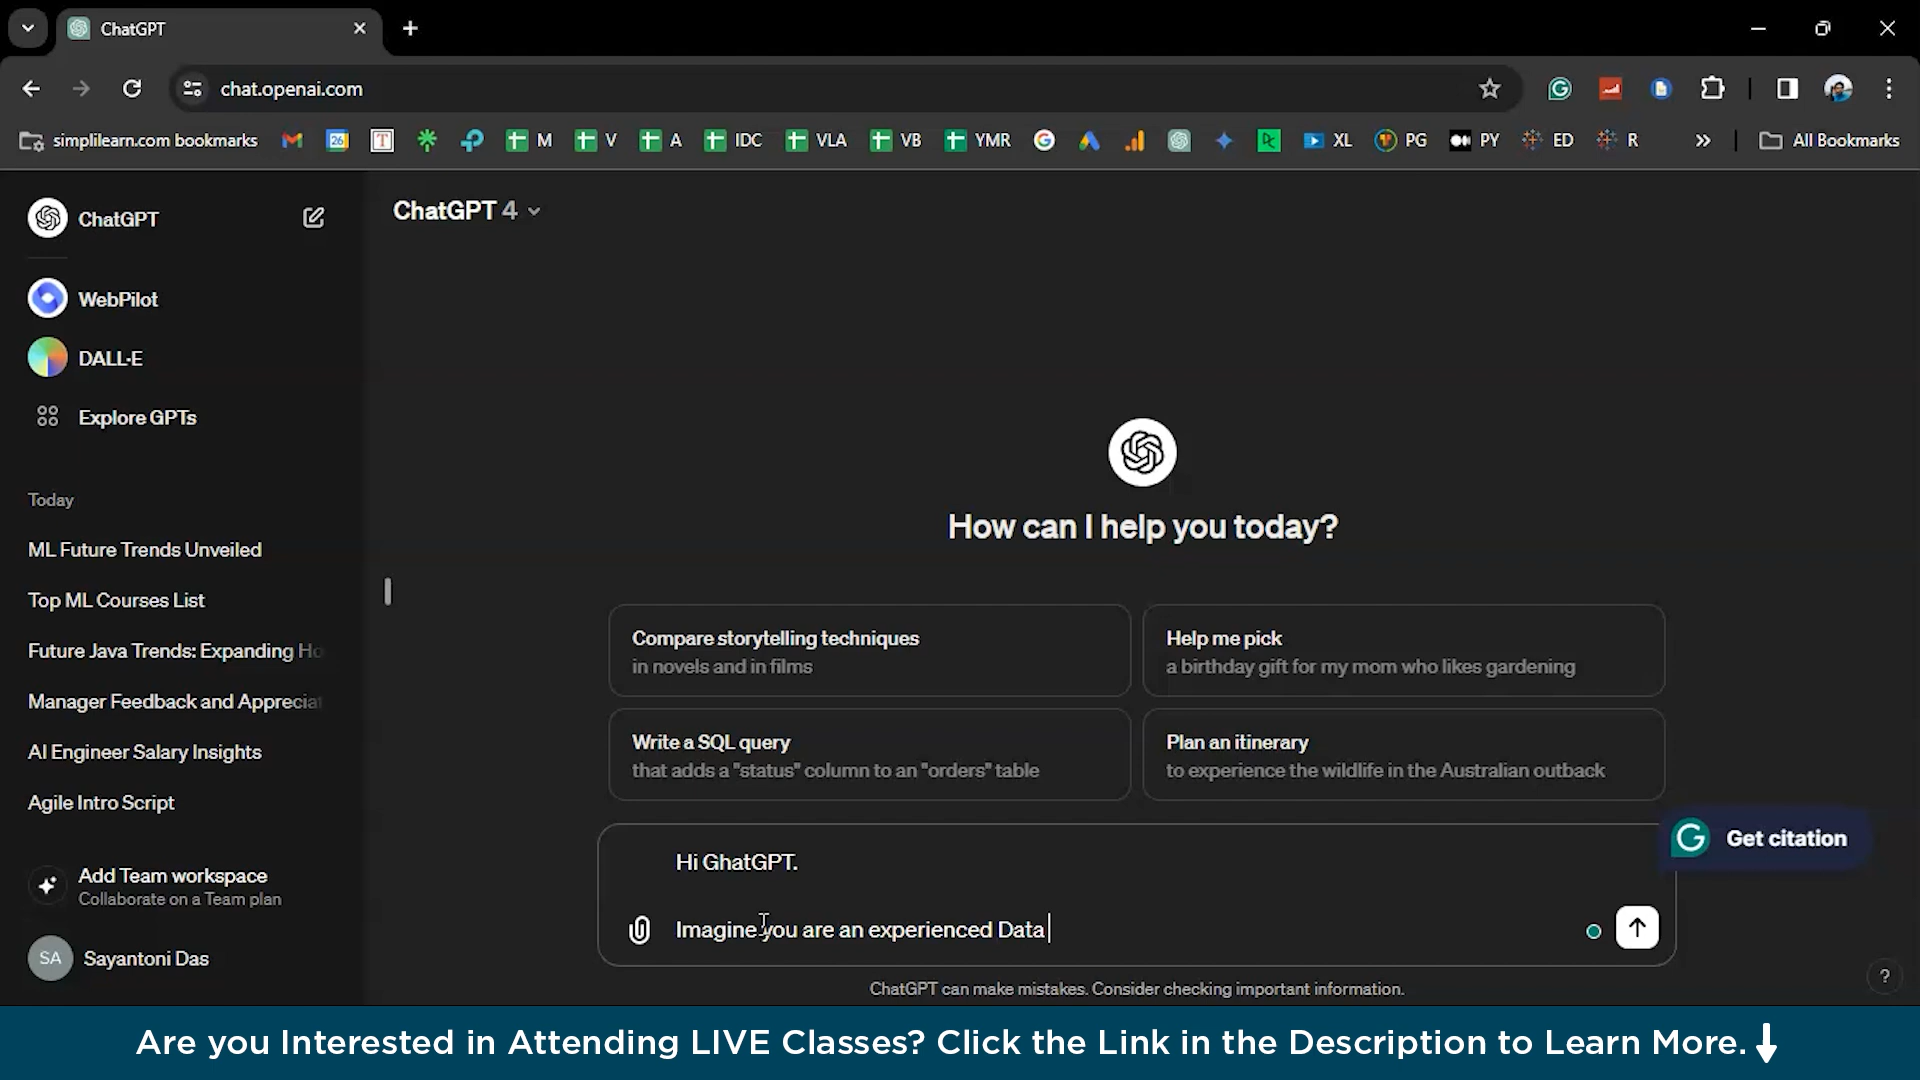 ChatGPT
chat.openai.com
simplilearn.com bookmarks
26
T
M
V
A
IDC
VLA
VB
YMR
XL
PG
PY
ED
R
»
All Bookmarks
ChatGPT
ChatGPT 4
WebPilot
DALL·E
Explore GPTs
Today
ML Future Trends Unveiled
Top ML Courses List
Future Java Trends: Expanding Ho
Manager Feedback and Appreciat
AI Engineer Salary Insights
Agile Intro Script
Add Team workspace
Collaborate on a Team plan
SA
Sayantoni Das
How can I help you today?
Compare storytelling techniques
in novels and in films
Help me pick
a birthday gift for my mom who likes gardening
Write a SQL query
that adds a "status" column to an "orders" table
Plan an itinerary
to experience the wildlife in the Australian outback
Get citation
Hi GhatGPT.
Imagine you are an experienced Data
ChatGPT can make mistakes. Consider checking important information.
?
Are you Interested in Attending LIVE Classes? Click the Link in the Description to Learn More.